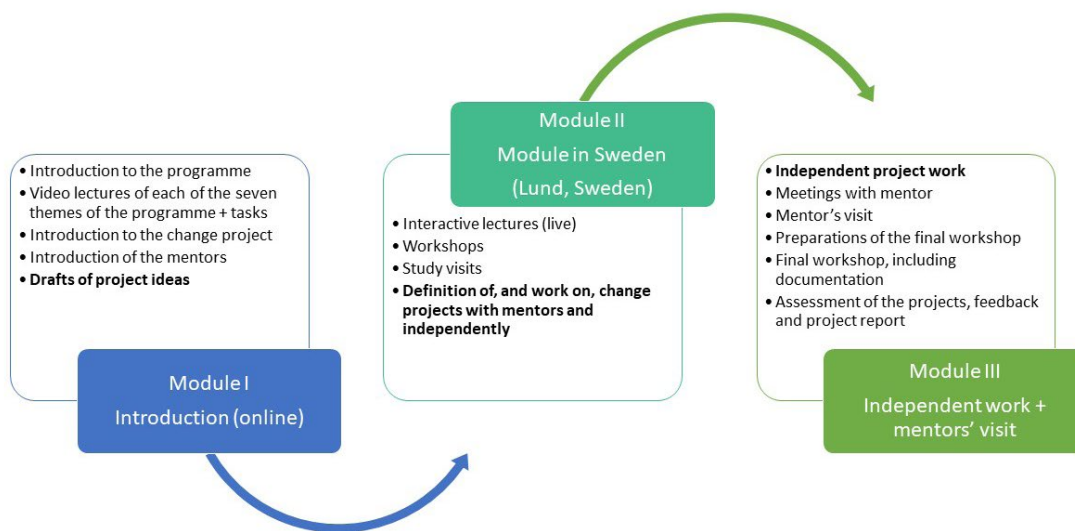 • Introduction to the programme
• Video lectures of each of the seven
themes of the programme + tasks
• Introduction to the change project
• Introduction of the mentors
• Drafts of project ideas
Module I
Introduction (online)
Module II
Module in Sweden
(Lund, Sweden)
• Interactive lectures (live)
• Workshops
• Study visits
• Definition of, and work on, change
projects with mentors and
independently
• Independent project work
• Meetings with mentor
• Mentor's visit
• Preparations of the final workshop
• Final workshop, including
documentation
• Assessment of the projects, feedback
and project report
Module III
Independent work +
mentors' visit